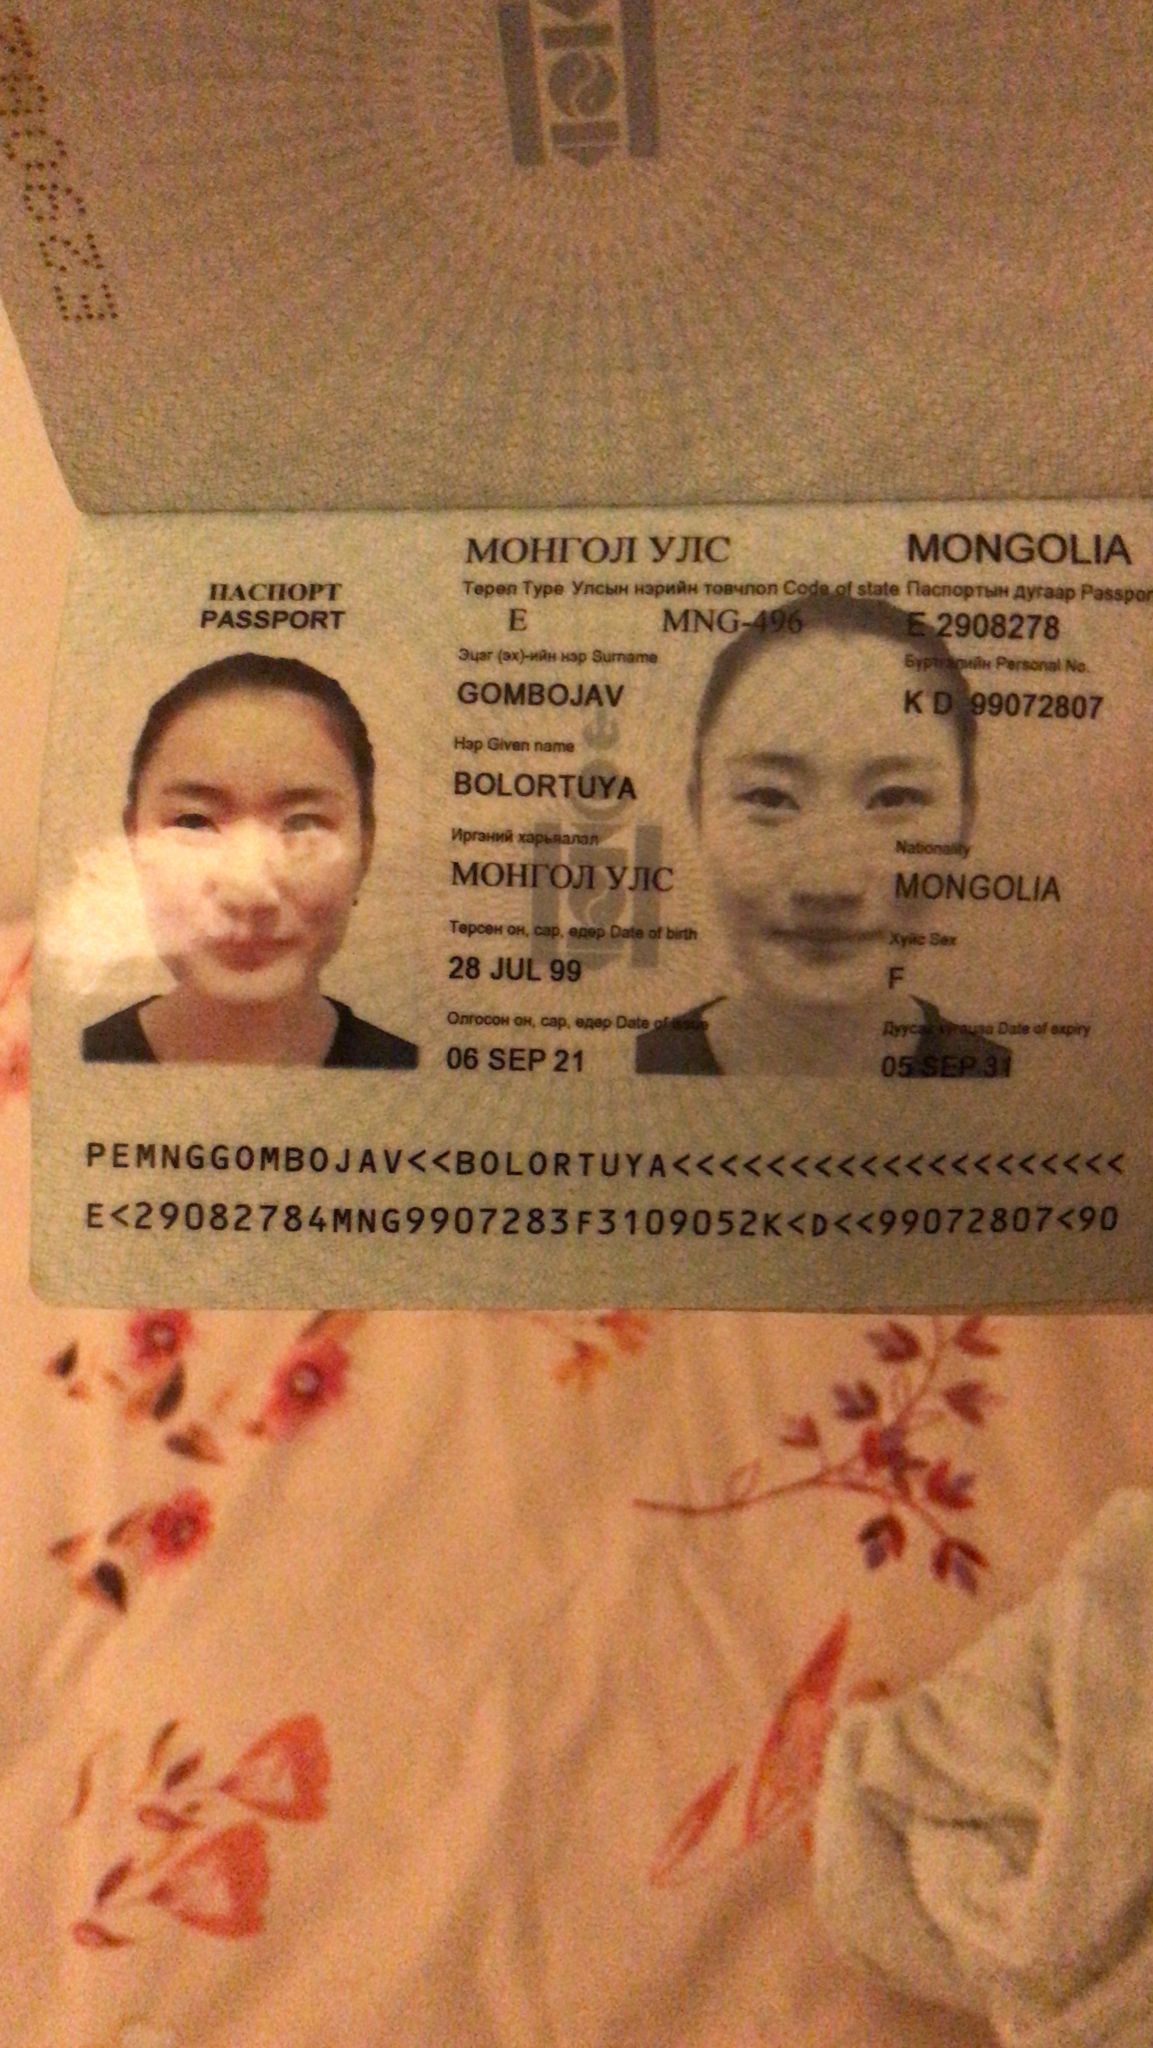 ПАСПОРТ
PASSPORT
МОНГОЛ УЛС MONGOLIA
Төрөл Type Улсын нэрийн товчлол Code of state Паспортын дугаар Passpor
E MNG-496 E 2908278
Эцэг (эх)-ийн нэр Surname Бүртгэлийн Personal No.
GOMBOJAV K D 99072807
Нэр Given name
BOLORTUYA
Иргэний харьяалал Nationality
МОНГОЛ УЛС MONGOLIA
Төрсөн он, сар, өдөр Date of birth Хүйс Sex
28 JUL 99 F
Олгосон он, сар, өдөр Date of issue Дуусах хугацаа Date of expiry
06 SEP 21 05 SEP 31
PEMNGGOMBOJAV<<BOLORTUYA<<<<<<<<<<<<<<<<<<<<
E<29082784MNG9907283F3109052K<D<<99072807<90